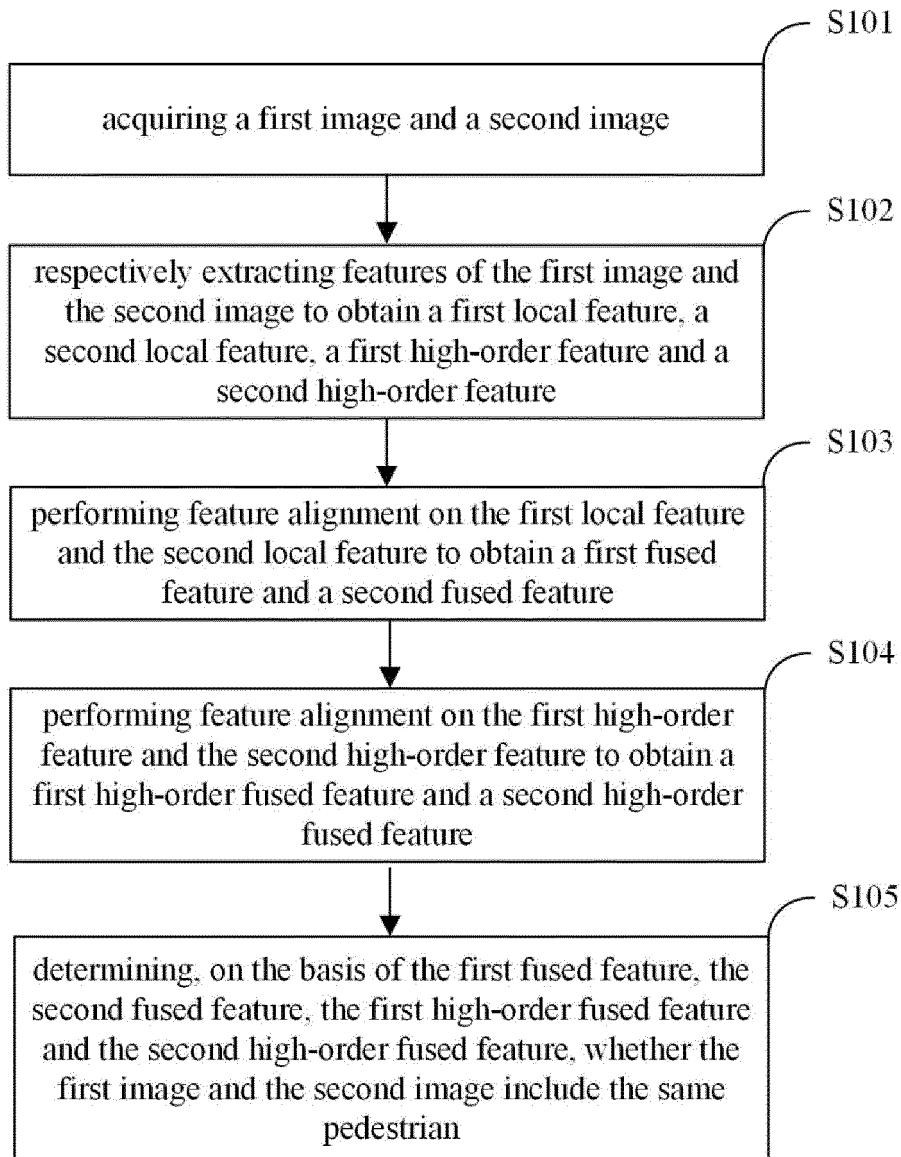 S101
acquiring a first image and a second image
S102
respectively extracting features of the first image and
the second image to obtain a first local feature, a
second local feature, a first high-order feature and a
second high-order feature
S103
performing feature alignment on the first local feature
and the second local feature to obtain a first fused
feature and a second fused feature
S104
performing feature alignment on the first high-order
feature and the second high-order feature to obtain a
first high-order fused feature and a second high-order
fused feature
S105
determining, on the basis of the first fused feature, the
second fused feature, the first high-order fused feature
and the second high-order fused feature, whether the
first image and the second image include the same
pedestrian